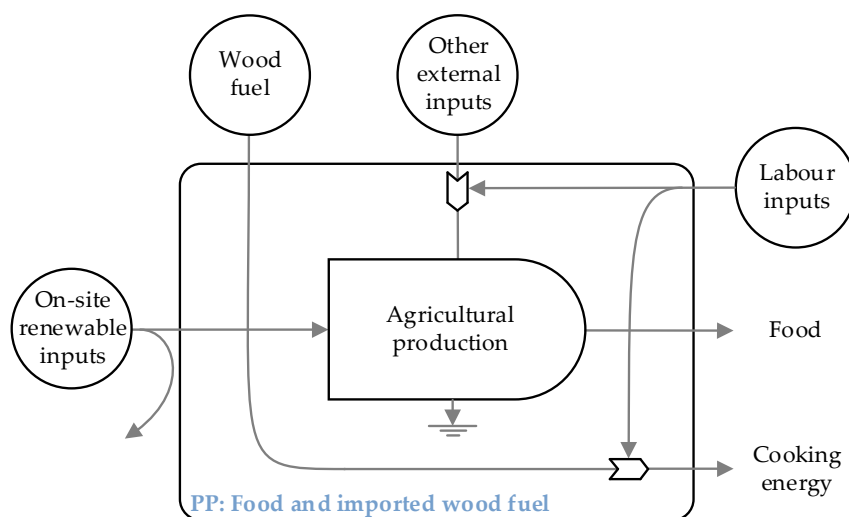 Wood
fuel
Other
external
inputs
Labour
inputs
On-site
renewable
inputs
Agricultural
production
Food
Cooking
energy
PP: Food and imported wood fuel